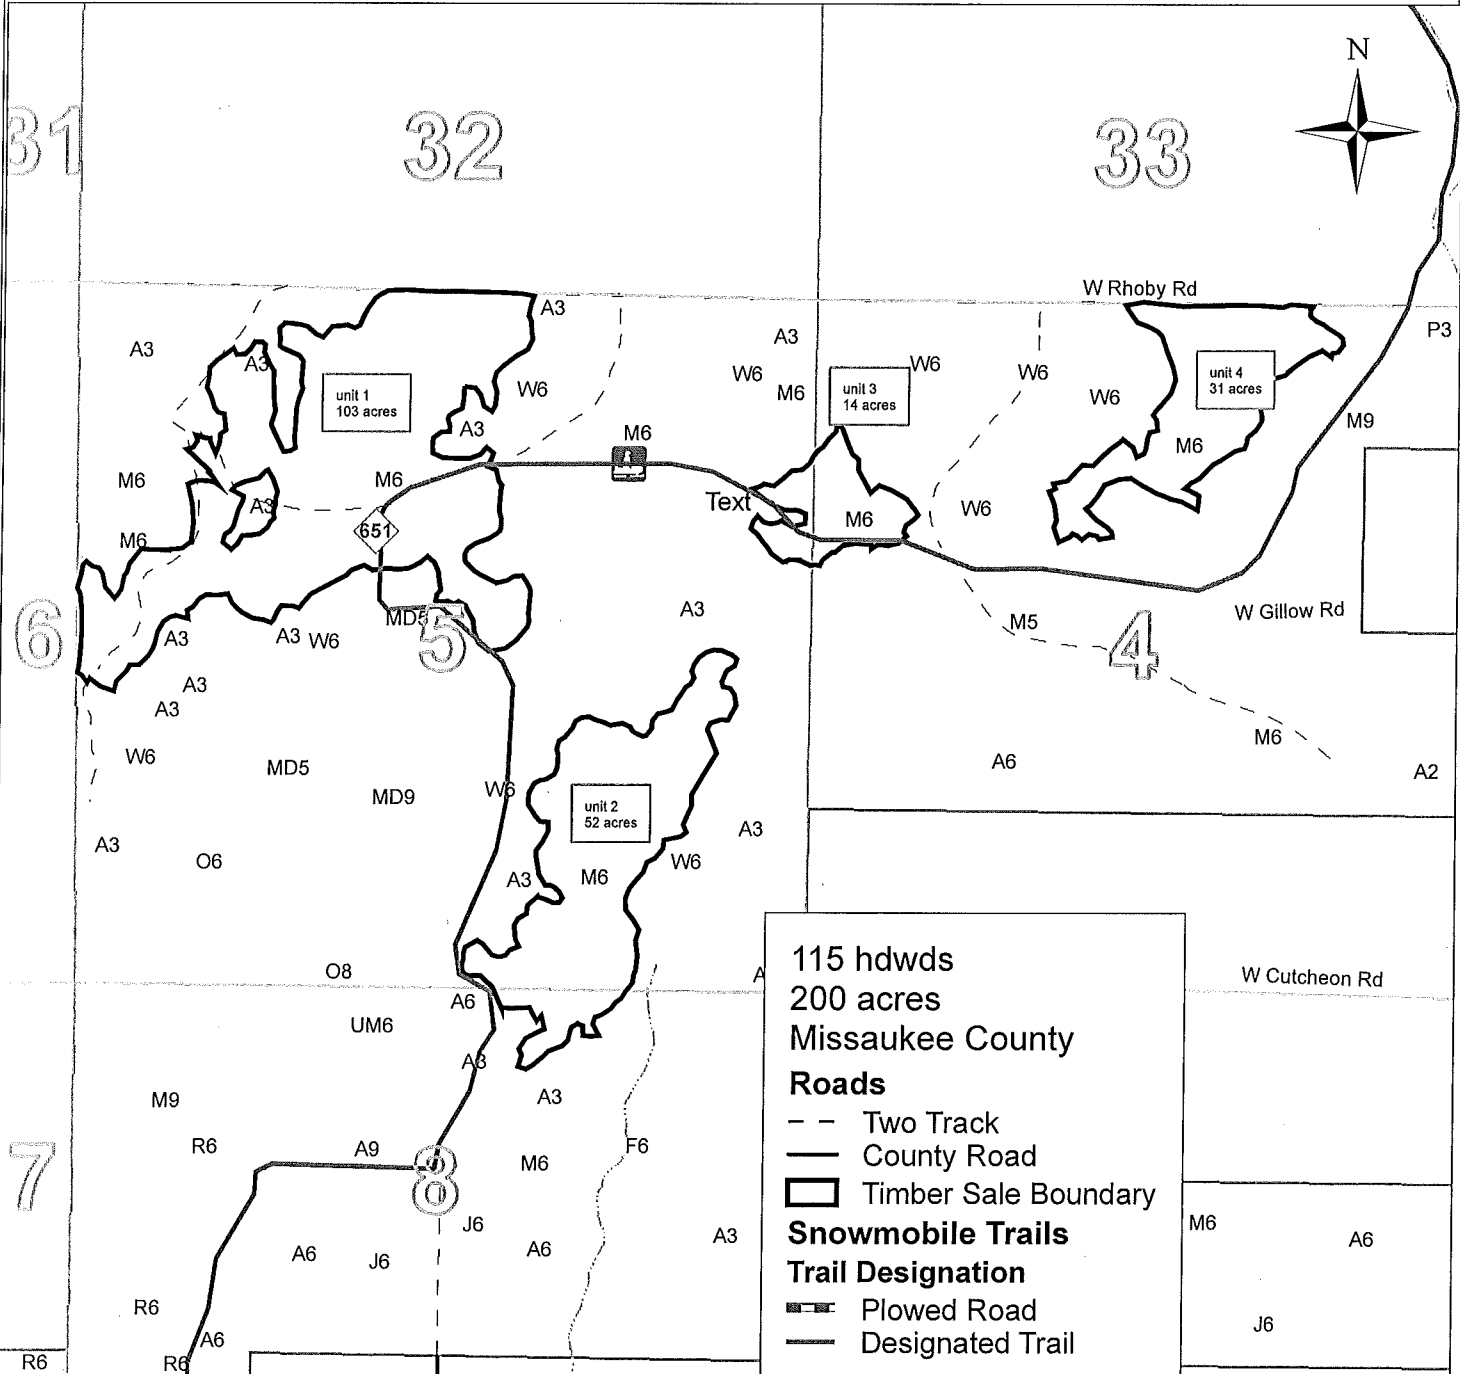 N
31
32
33
W Rhoby Rd
A3
P3
A3
A3
A3
W6
W6
W6
W6
M6
W6
unit 1
103 acres
unit 3
14 acres
unit 4
31 acres
M9
A3
M6
M6
M6
M6
Text
A3
W6
M6
651
M6
6
A3
A3
W6
MD5
5
A3
M5
4
W Gillow Rd
A3
A3
W6
MD5
MD9
W6
M6
A6
A2
unit 2
52 acres
A3
A3
O6
A3
M6
W6
O8
A6
A
W Cutcheon Rd
UM6
A3
M9
A3
R6
A9
M6
F6
7
8
J6
A6
J6
A6
A3
M6
A6
R6
J6
A6
R6
R6
115 hdwds
200 acres
Missaukee County
Roads
Two Track
County Road
Timber Sale Boundary
Snowmobile Trails
Trail Designation
Plowed Road
Designated Trail